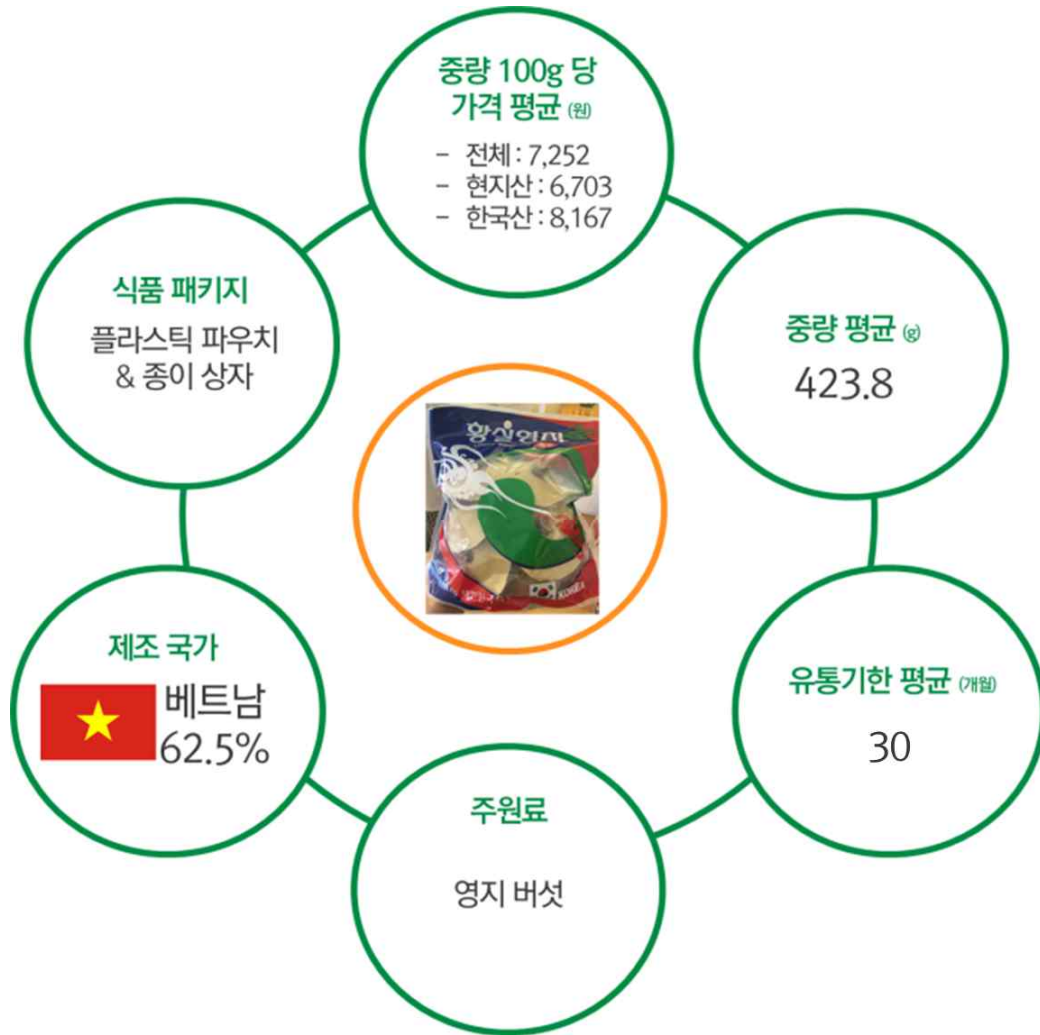 중량 100g 당
가격 평균 (원)
- 전체 : 7,252
- 현지산 : 6,703
- 한국산 : 8,167
식품 패키지
플라스틱 파우치
& 종이 상자
중량 평균 (g)
423.8
KOREA
제조 국가
베트남
62.5%
유통기한 평균 (개월)
30
주원료
영지 버섯